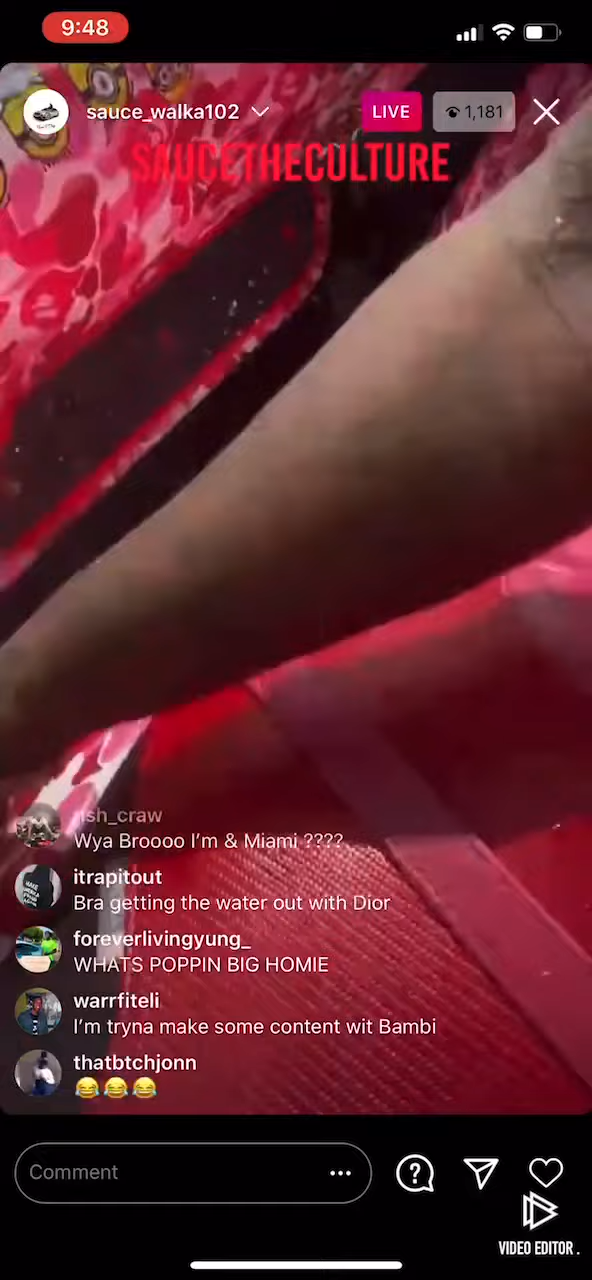 9:48
sauce_walka102
LIVE
1,181
SAUCETHECULTURE
sh_craw
Wya Broooo I'm & Miami ????
itrapitout
Bra getting the water out with Dior
foreverlivingyung_
WHATS POPPIN BIG HOMIE
warrfiteli
I'm tryna make some content wit Bambi
thatbtchjonn
😂😂😂
Comment
VIDEO EDITOR .